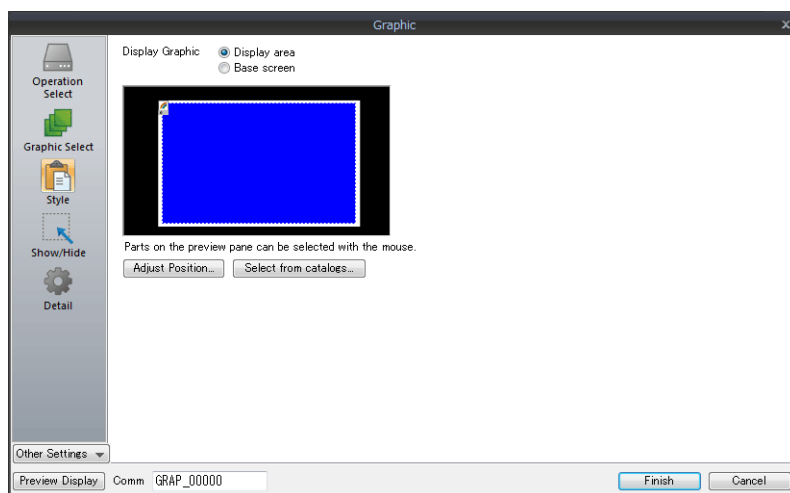 Graphic
Operation
Select
Graphic Select
Style
Show/Hide
Detail
Other Settings
Display Graphic
Display area
Base screen
Parts on the preview pane can be selected with the mouse.
Adjust Position...
Select from catalogs...
Preview Display
Comm
GRAP_00000
Finish
Cancel